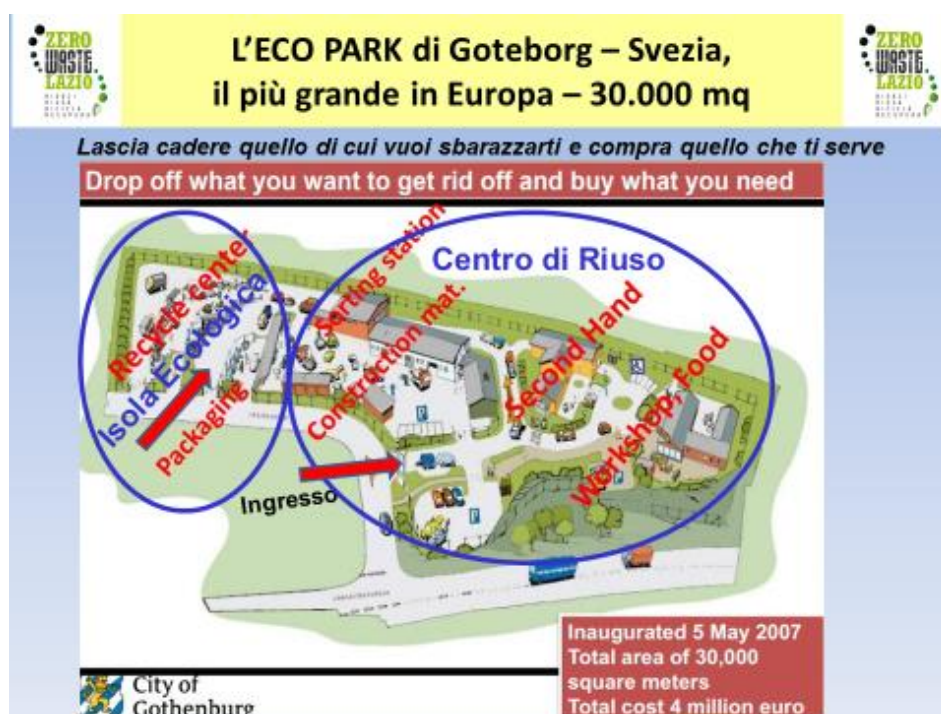 ZERO
WASTE
LAZIO
L'ECO PARK di Goteborg – Svezia,
il più grande in Europa – 30.000 mq
ZERO
WASTE
LAZIO
Lascia cadere quello di cui vuoi sbarazzarti e compra quello che ti serve
Drop off what you want to get rid off and buy what you need
Recycle center
Isola Ecologica
Packaging
Sorting station
Construction mat.
Centro di Riuso
Second Hand
Workshop, Food
Ingresso
Inaugurated 5 May 2007
Total area of 30,000
square meters
Total cost 4 million euro
City of
Gothenburg